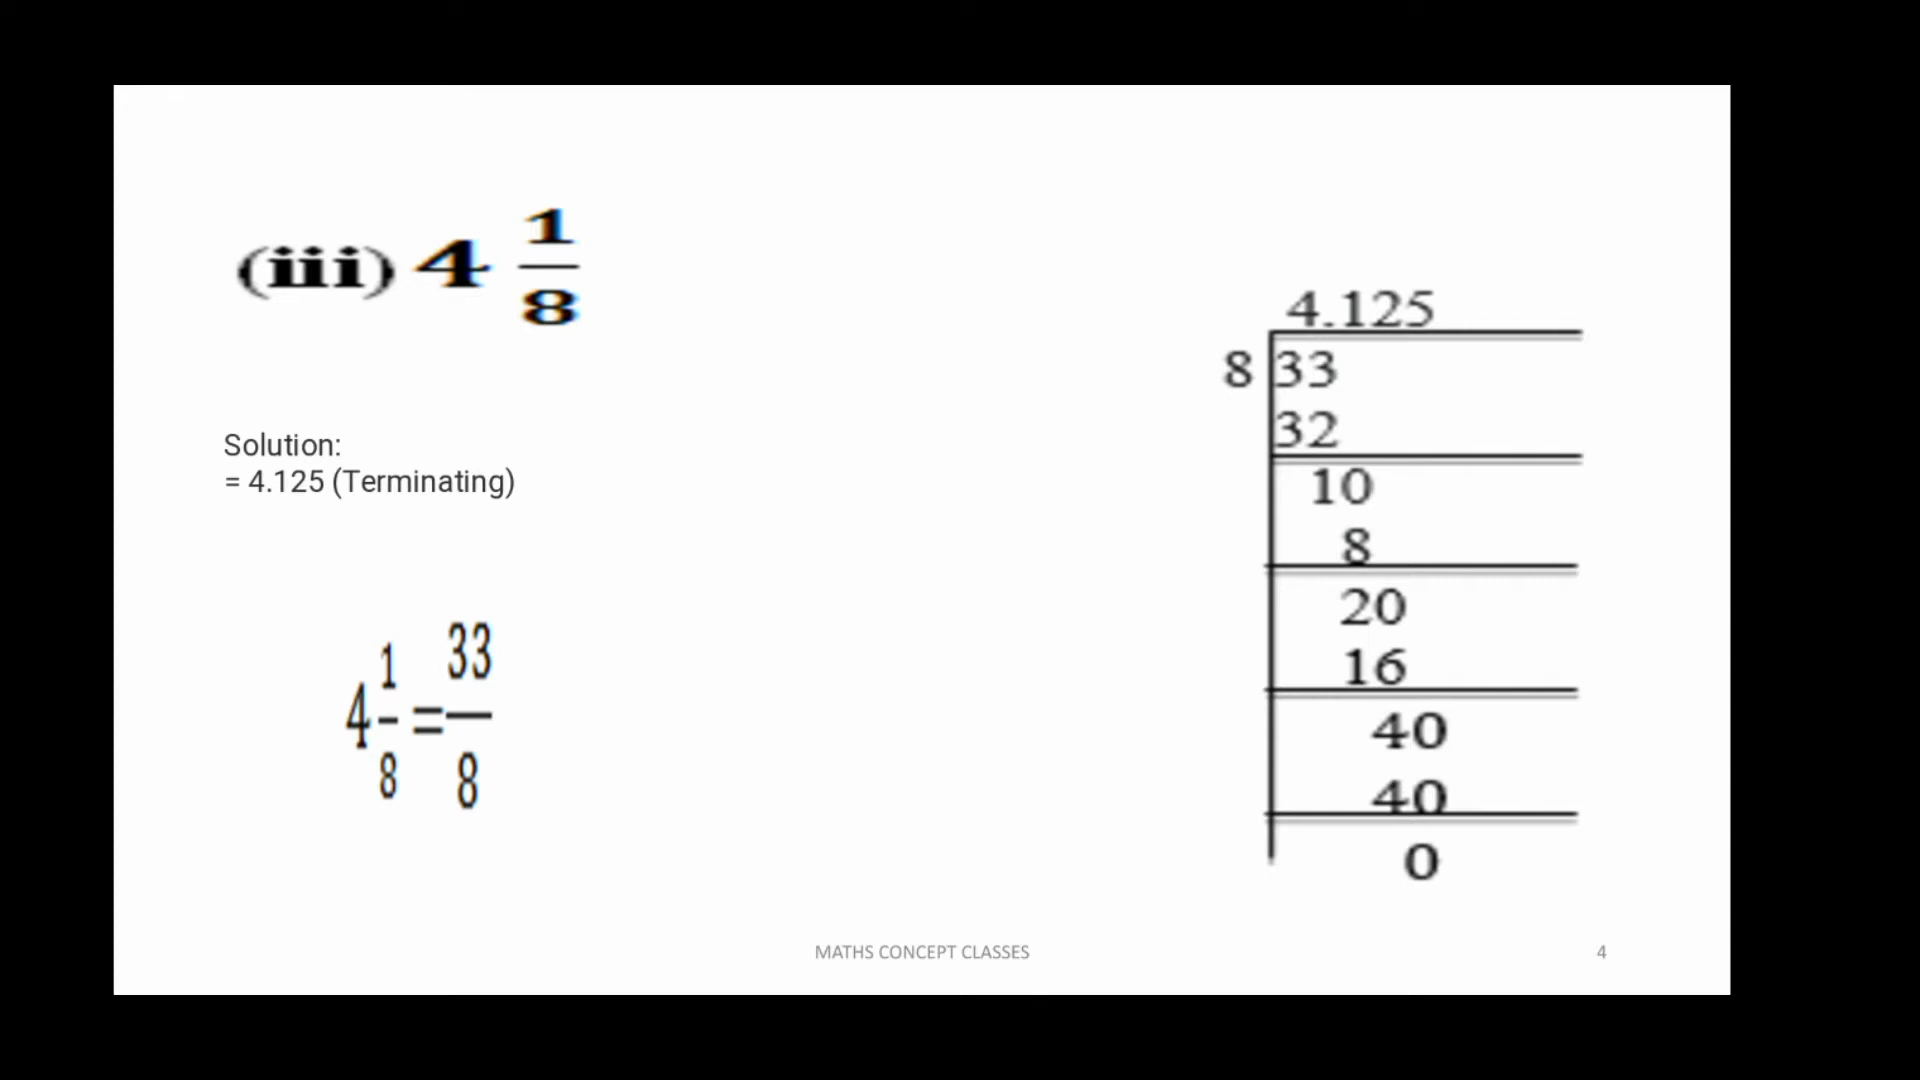 (iii) 4 1/8
Solution:
= 4.125 (Terminating)
4 1/8 = 33/8
4.125
8 33
32
10
8
20
16
40
40
0
MATHS CONCEPT CLASSES
4